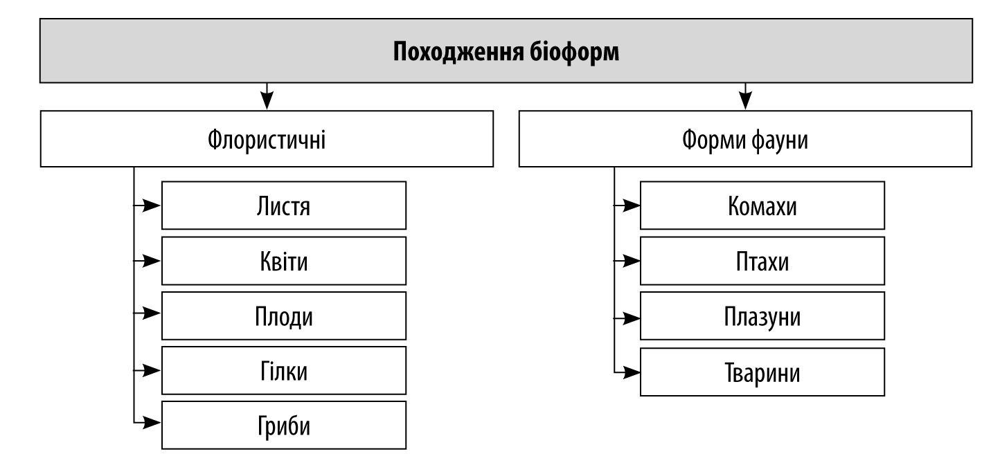 Походження біоформ
Флористичні
Листя
Квіти
Плоди
Гілки
Гриби
Форми фауни
Комахи
Птахи
Плазуни
Тварини